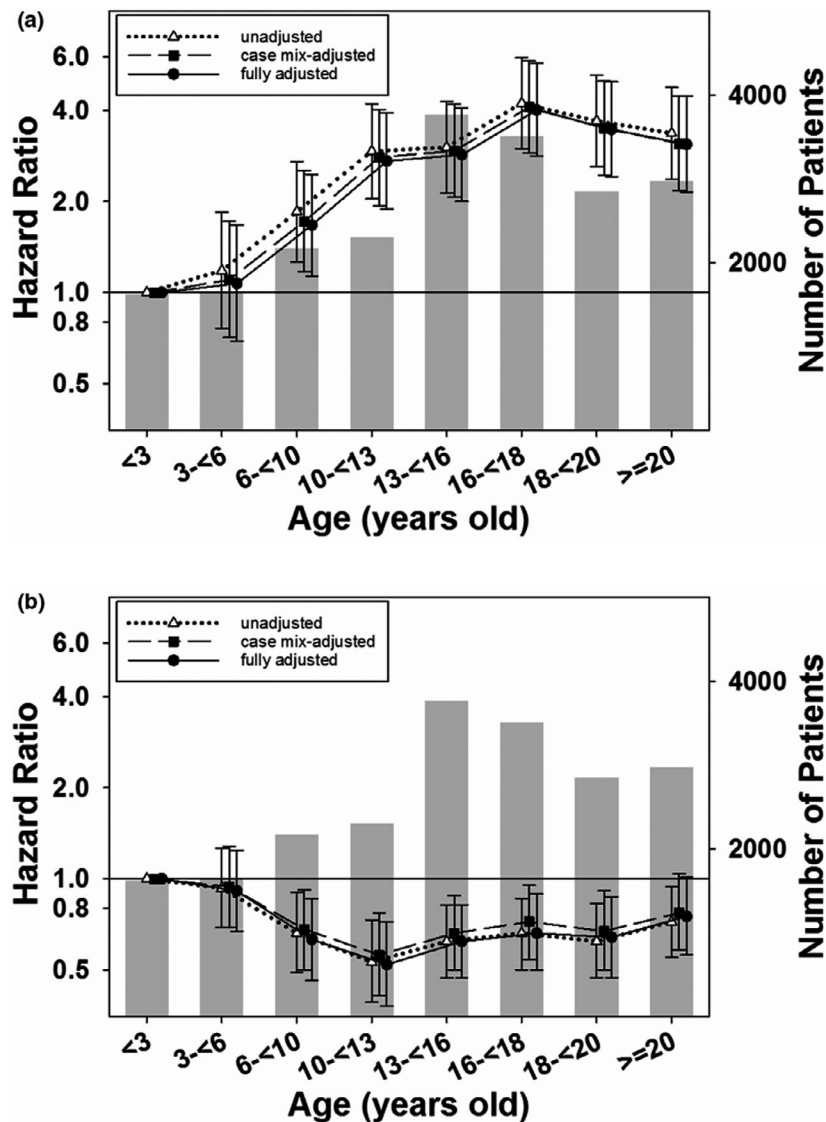 (a)
unadjusted
case mix-adjusted
fully adjusted
Hazard Ratio
6.0
4.0
2.0
1.0
0.8
0.5
Number of Patients
4000
2000
<3
3-<6
6-<10
10-<13
13-<16
16-<18
18-<20
>=20
Age (years old)
(b)
unadjusted
case mix-adjusted
fully adjusted
Hazard Ratio
6.0
4.0
2.0
1.0
0.8
0.5
Number of Patients
4000
2000
<3
3-<6
6-<10
10-<13
13-<16
16-<18
18-<20
>=20
Age (years old)